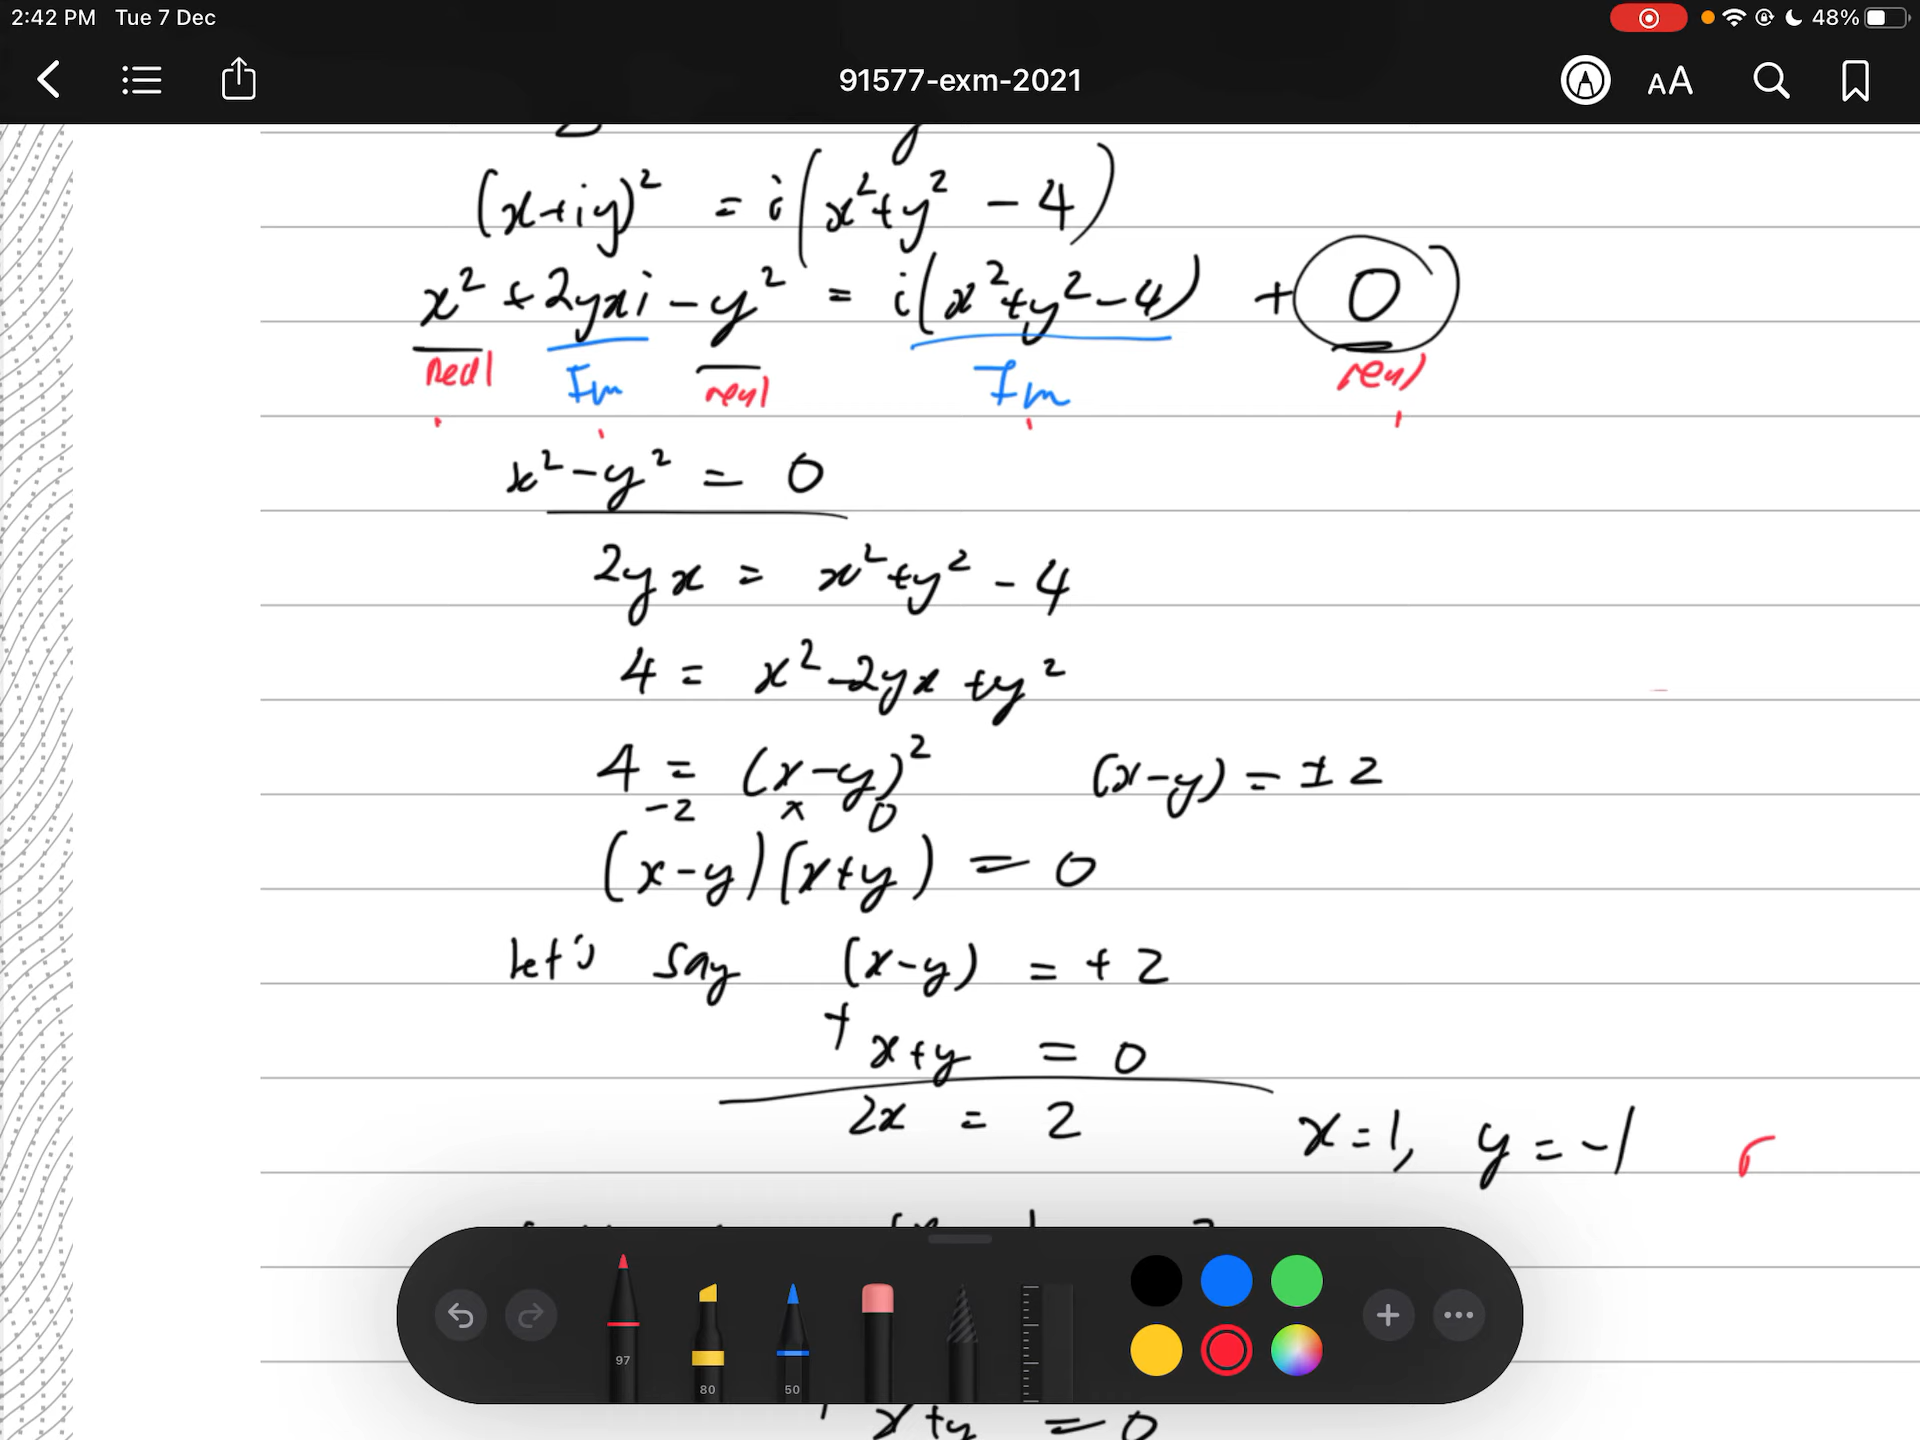 2:42 PM Tue 7 Dec 48%
91577-exm-2021 AA
(x+iy)² = i(x²+y² - 4)
x² + 2yxi - y² = i(x²+y²-4) + 0
real Im real Im real
x² - y² = 0
2yx = x²+y² - 4
4 = x² - 2yx + y²
4 = (x-y)² (x-y) = ± 2
-2 x 0
(x-y)(x+y) = 0
let's say (x-y) = + 2
+ x+y = 0
2x = 2 x=1, y=-1
97 80 50
x+y = 0